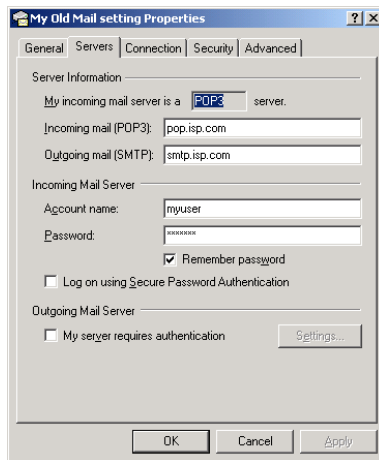 My Old Mail setting Properties
General Servers Connection Security Advanced
Server Information
My incoming mail server is a POP3 server.
Incoming mail (POP3): pop.isp.com
Outgoing mail (SMTP): smtp.isp.com
Incoming Mail Server
Account name: myuser
Password: *******
Remember password
Log on using Secure Password Authentication
Outgoing Mail Server
My server requires authentication Settings...
OK Cancel Apply